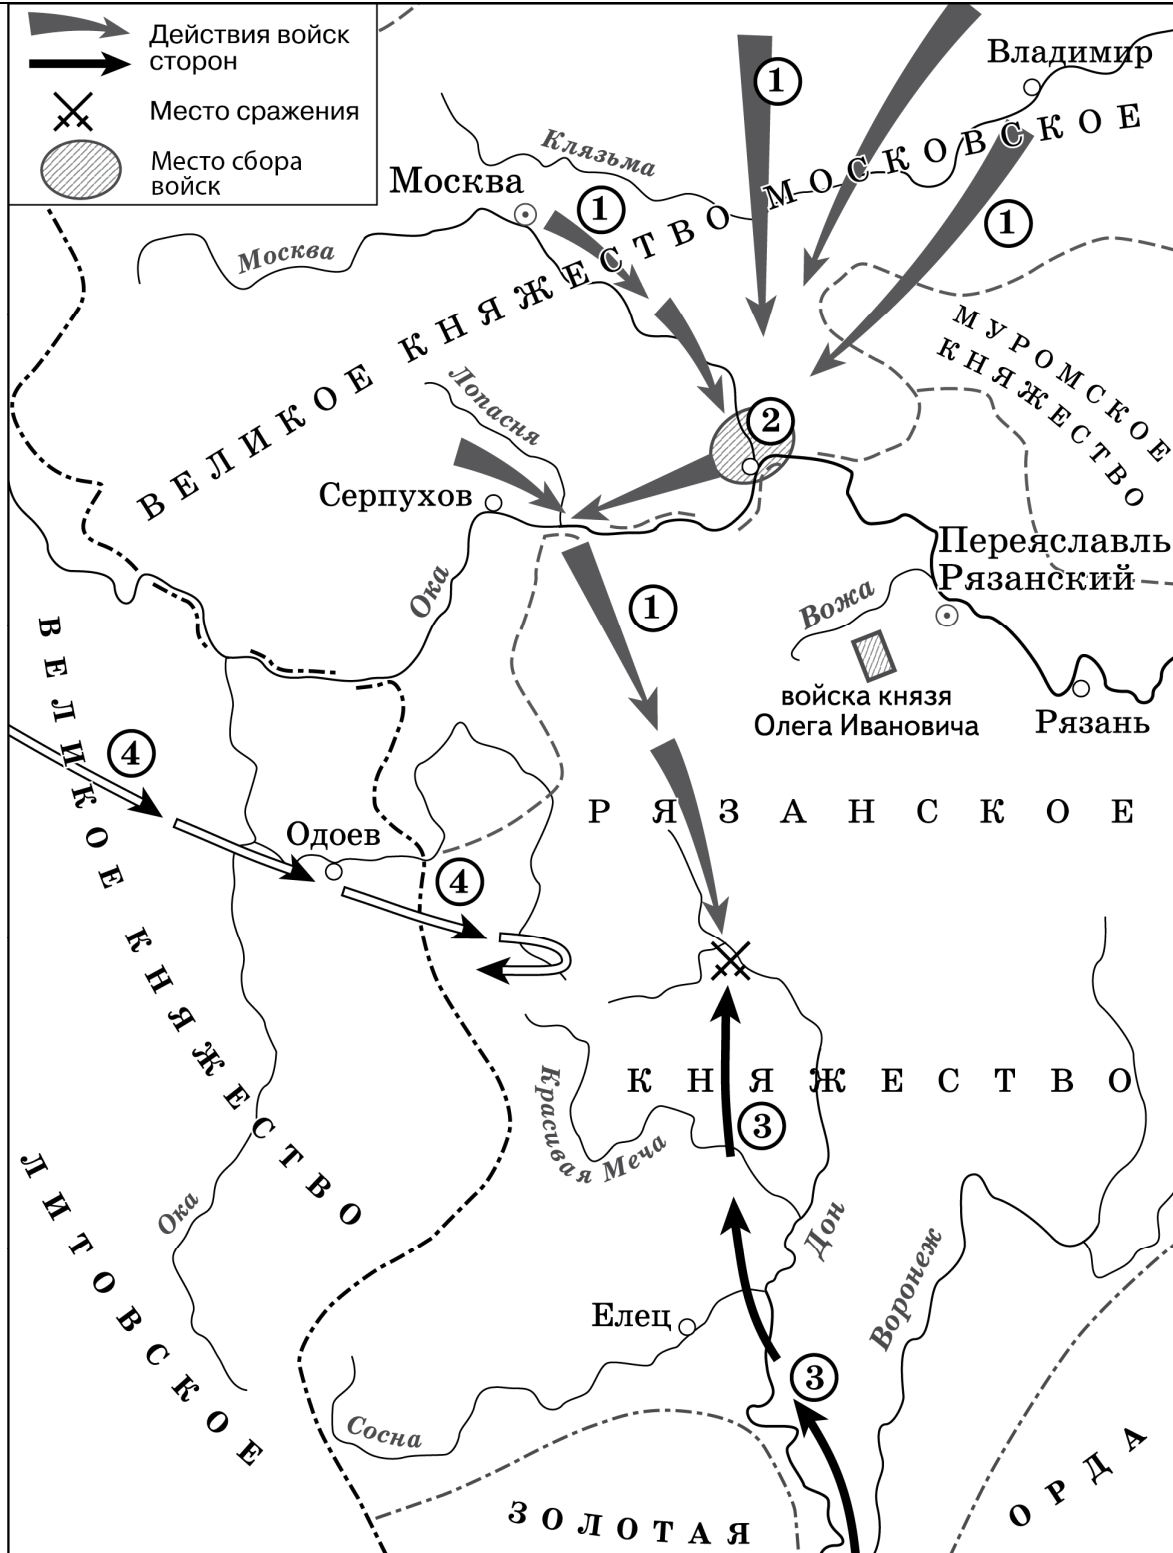 Действия войск
сторон
Место сражения
Место сбора
войск
1
Владимир
Клязьма
Москва
1
1
Москва
ВЕЛИКОЕ КНЯЖЕСТВО МОСКОВСКОЕ
МУРОМСКОЕ
КНЯЖЕСТВО
Лопасня
2
Серпухов
Переяславль
Рязанский
Ока
1
Вожа
войска князя
Олега Ивановича
Рязань
4
Одоев
4
РЯЗАНСКОЕ
КНЯЖЕСТВО
ВЕЛИКОЕ КНЯЖЕСТВО
ЛИТОВСКОЕ
Красивая Меча
3
Ока
Дон
Воронеж
Елец
3
Сосна
ЗОЛОТАЯ
ОРДА